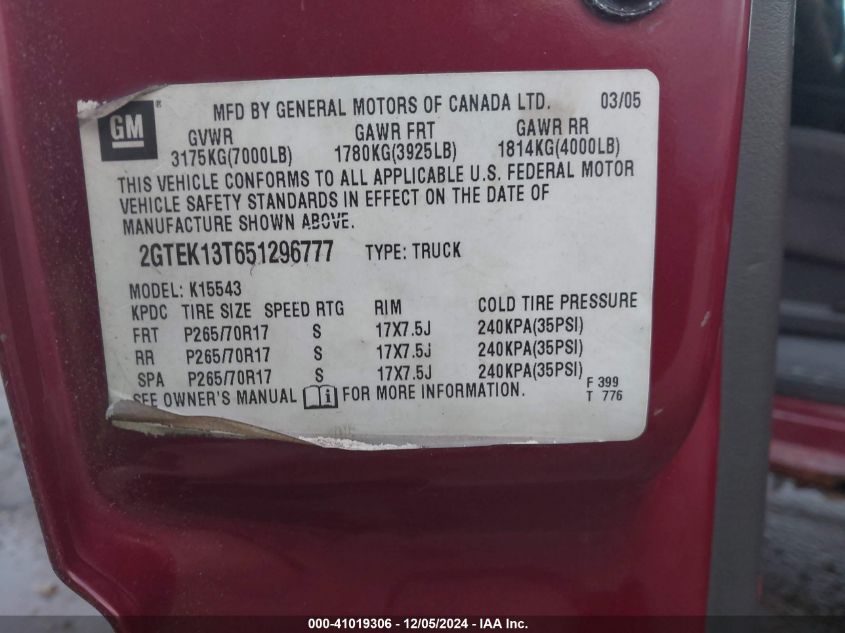 GM ®
MFD BY GENERAL MOTORS OF CANADA LTD. 03/05
GVWR GAWR FRT GAWR RR
3175KG(7000LB) 1780KG(3925LB) 1814KG(4000LB)
THIS VEHICLE CONFORMS TO ALL APPLICABLE U.S. FEDERAL MOTOR
VEHICLE SAFETY STANDARDS IN EFFECT ON THE DATE OF
MANUFACTURE SHOWN ABOVE.
2GTEK13T651296777 TYPE: TRUCK
MODEL: K15543
KPDC TIRE SIZE SPEED RTG RIM COLD TIRE PRESSURE
FRT P265/70R17 S 17X7.5J 240KPA(35PSI)
RR P265/70R17 S 17X7.5J 240KPA(35PSI)
SPA P265/70R17 S 17X7.5J 240KPA(35PSI)
SEE OWNER'S MANUAL i FOR MORE INFORMATION.
F 399
T 776
000-41019306 - 12/05/2024 - IAA Inc.